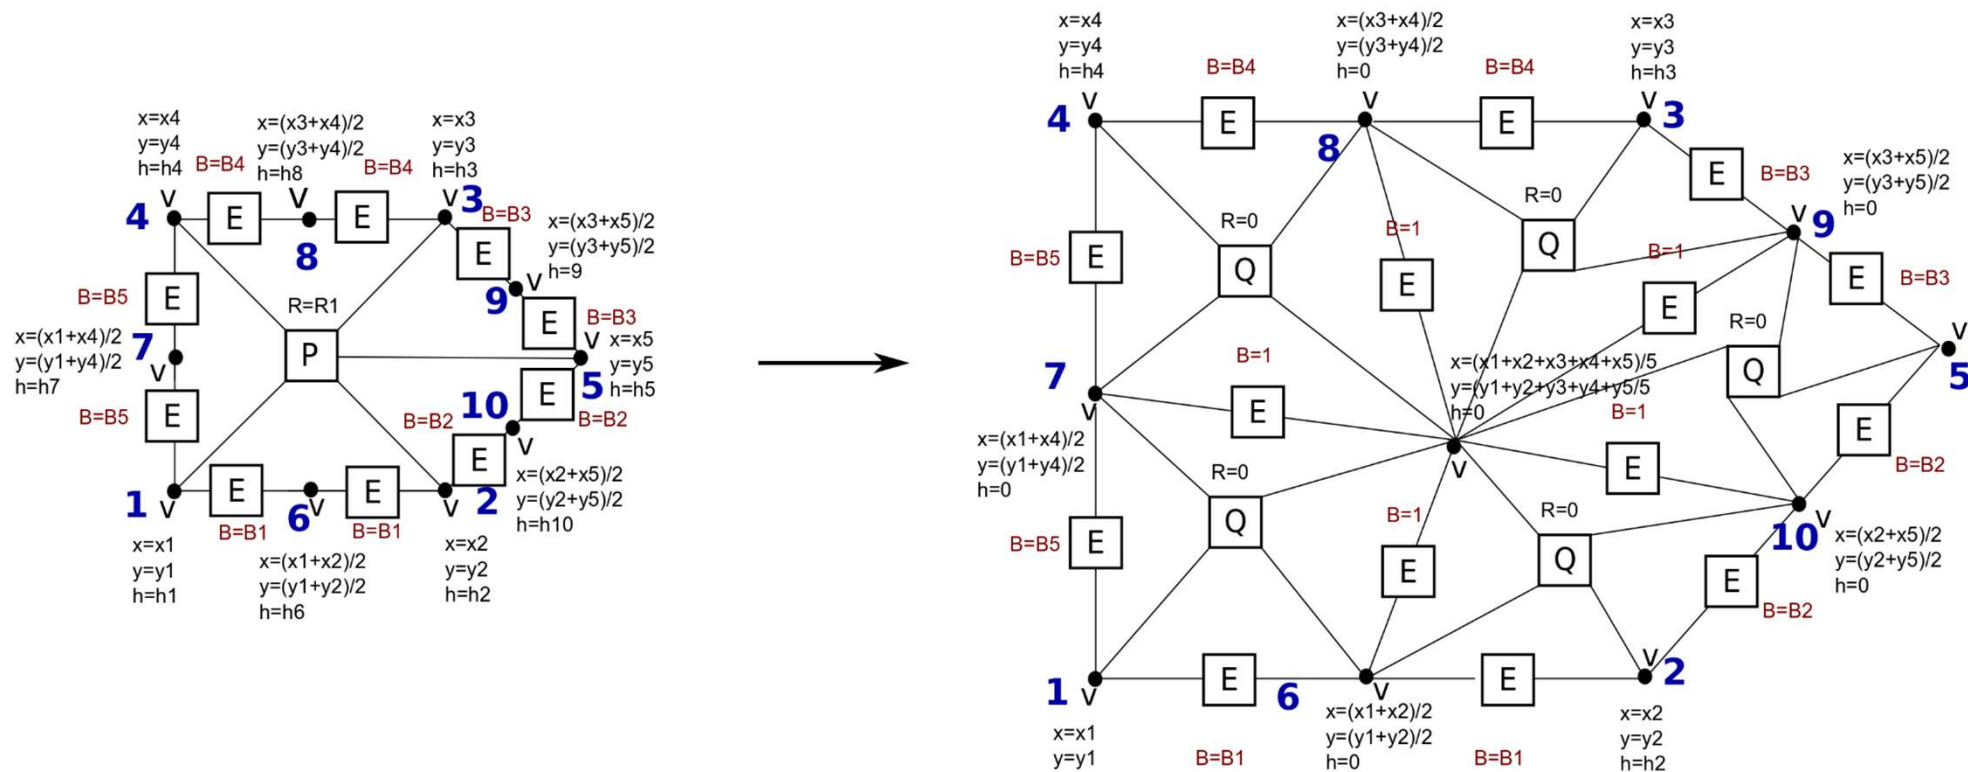 x=x4
y=y4
h=h4
B=B4
x=(x3+x4)/2
y=(y3+y4)/2
h=h8
B=B4
x=x3
y=y3
h=h3
V
4
E
V
8
E
V
3
B=B3
E
x=(x3+x5)/2
y=(y3+y5)/2
h=9
V
9
E
B=B3
B=B5
E
R=R1
P
x=(x1+x4)/2
y=(y1+y4)/2
h=h7
7
V
V
x=x5
y=y5
h=h5
5
B=B5
E
E
B=B2
10
V
B=B2
E
x=(x2+x5)/2
y=(y2+y5)/2
h=h10
1
V
E
B=B1
6
V
E
B=B1
V
2
x=x1
y=y1
h=h1
x=(x1+x2)/2
y=(y1+y2)/2
h=h6
x=x2
y=y2
h=h2
x=x4
y=y4
h=h4
B=B4
x=(x3+x4)/2
y=(y3+y4)/2
h=0
B=B4
x=x3
y=y3
h=h3
V
4
E
V
8
E
V
3
E
B=B3
x=(x3+x5)/2
y=(y3+y5)/2
h=0
V
9
B=B5
E
R=0
Q
B=1
E
R=0
Q
B=1
E
E
B=B3
R=0
Q
V
5
7
V
B=1
E
x=(x1+x2+x3+x4+x5)/5
y=(y1+y2+y3+y4+y5/5
h=0
V
B=1
E
E
B=B2
x=(x1+x4)/2
y=(y1+y4)/2
h=0
B=B5
E
R=0
Q
B=1
E
R=0
Q
10
V
x=(x2+x5)/2
y=(y2+y5)/2
h=0
E
B=B2
1
V
E
6
V
E
V
2
x=x1
y=y1
B=B1
x=(x1+x2)/2
y=(y1+y2)/2
h=0
B=B1
x=x2
y=y2
h=h2